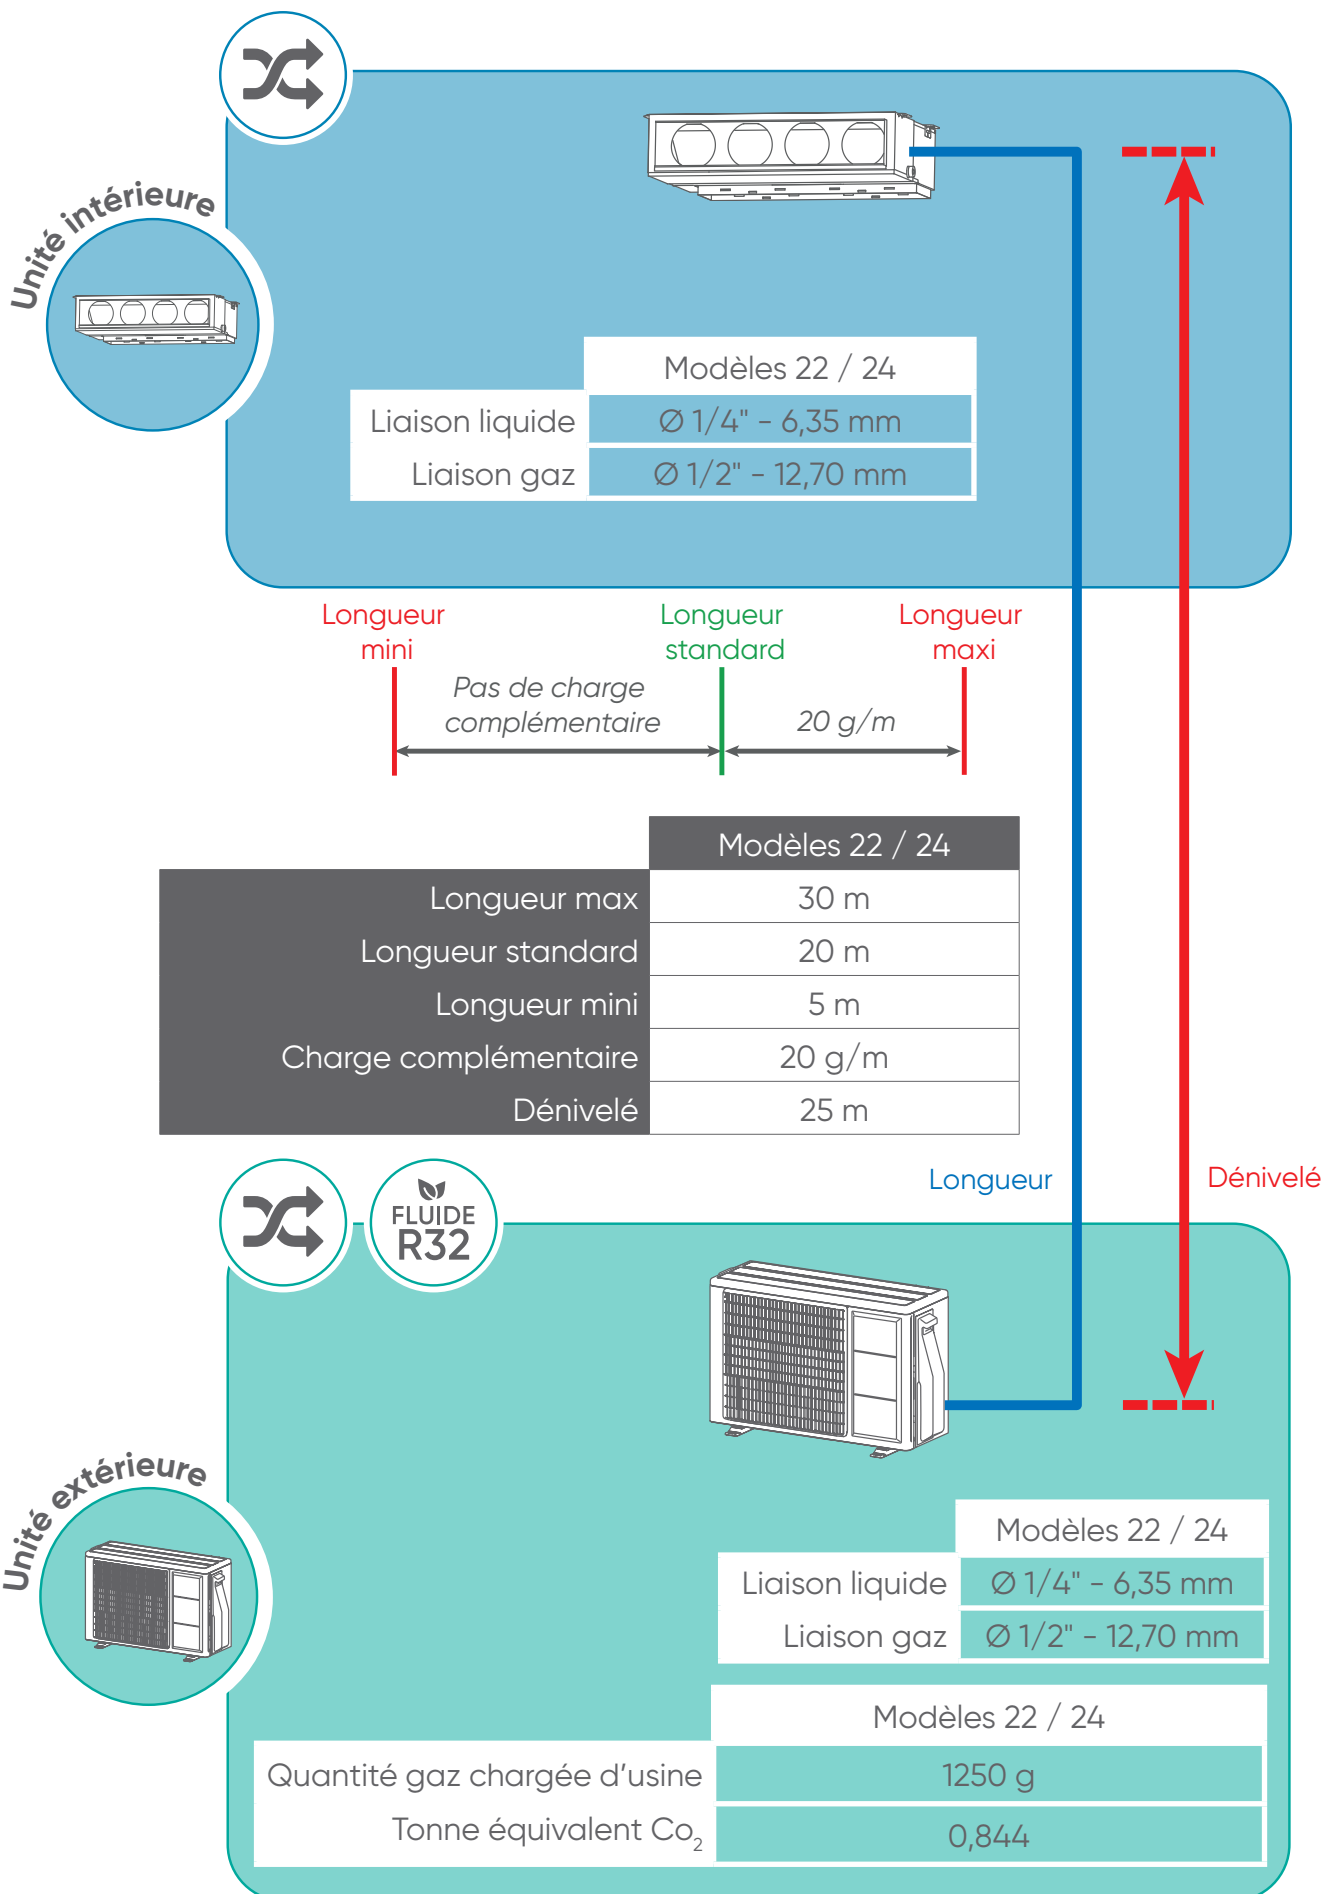 Unité intérieure
Modèles 22 / 24
Liaison liquide Ø 1/4" - 6,35 mm
Liaison gaz Ø 1/2" - 12,70 mm
Longueur mini
Longueur standard
Longueur maxi
Pas de charge
complémentaire
20 g/m
Modèles 22 / 24
Longueur max 30 m
Longueur standard 20 m
Longueur mini 5 m
Charge complémentaire 20 g/m
Dénivelé 25 m
Longueur
Dénivelé
FLUIDE
R32
Unité extérieure
Modèles 22 / 24
Liaison liquide Ø 1/4" - 6,35 mm
Liaison gaz Ø 1/2" - 12,70 mm
Modèles 22 / 24
Quantité gaz chargée d'usine 1250 g
Tonne équivalent Co₂ 0,844